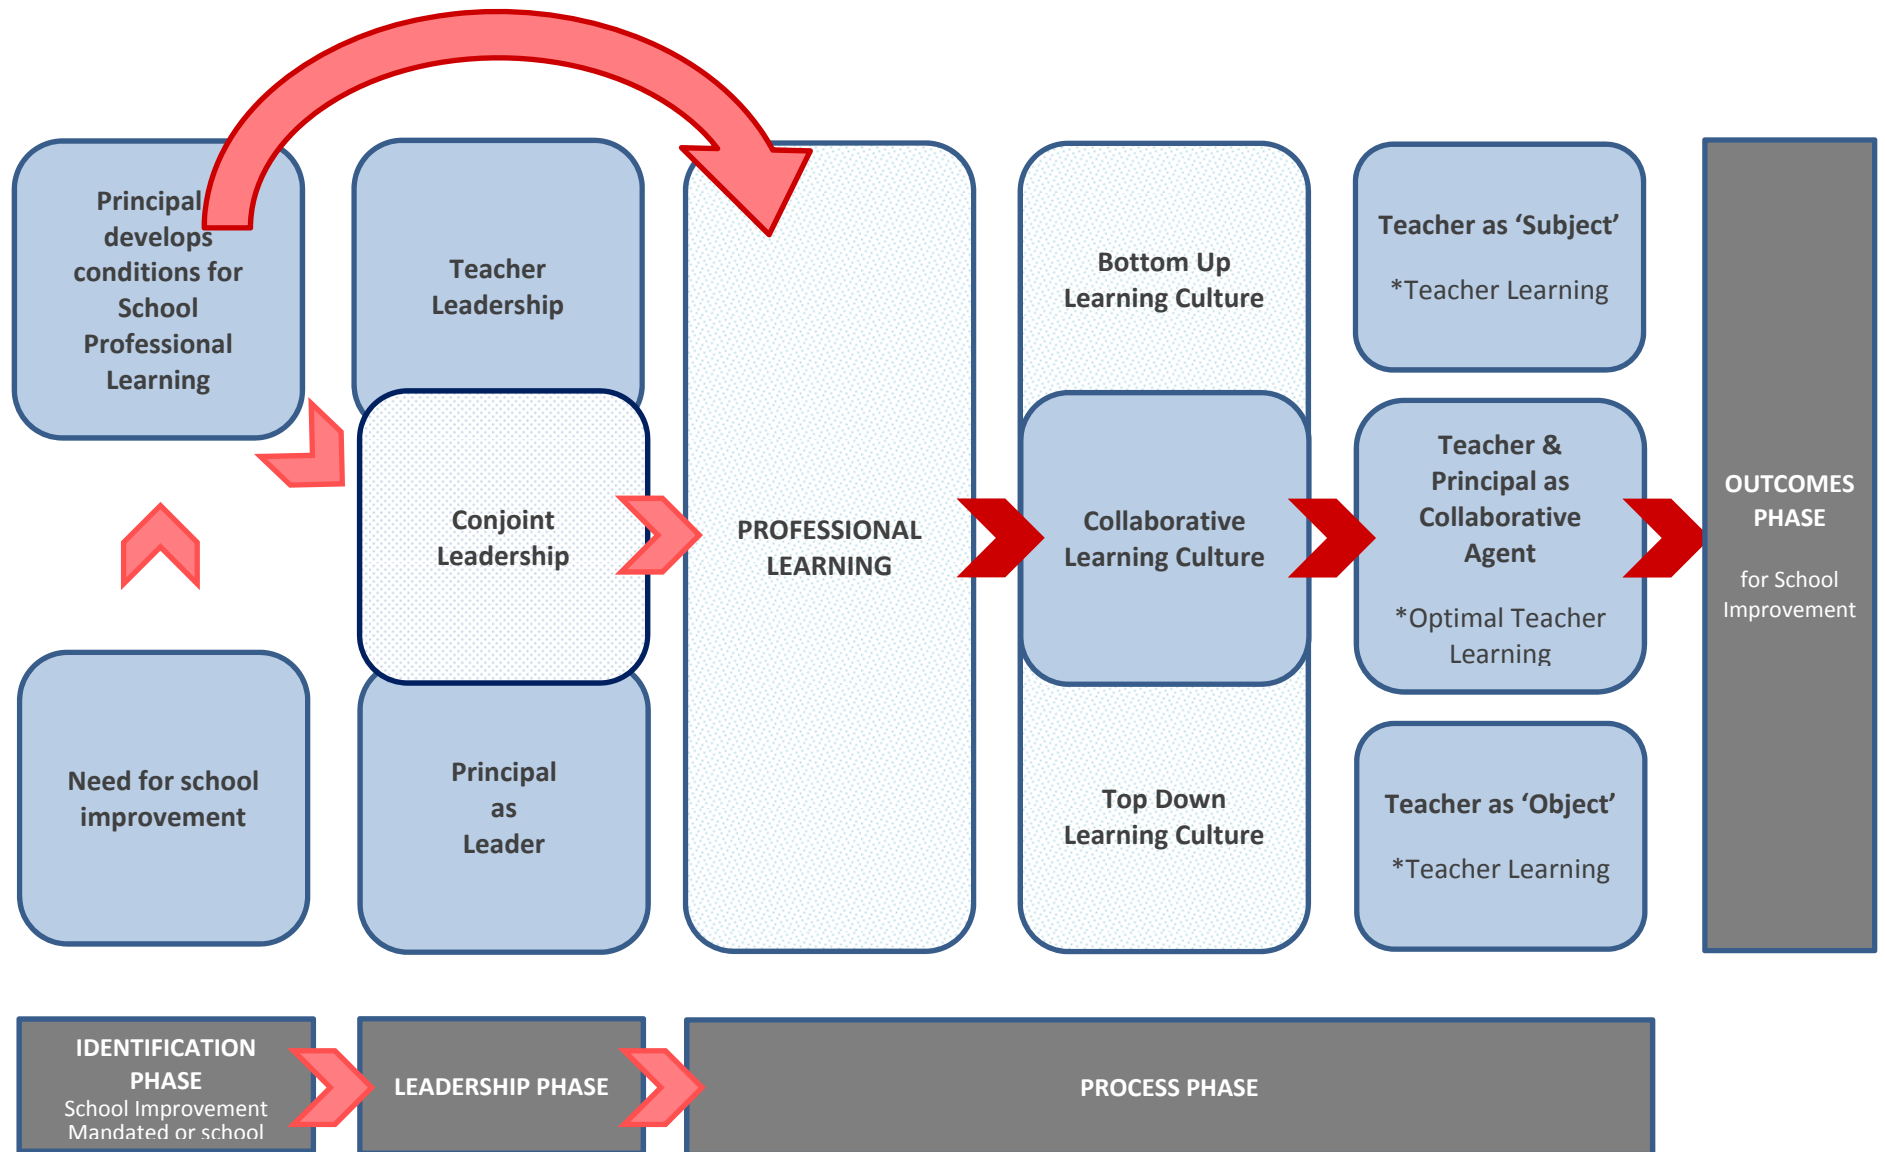 Principal
develops
conditions for
School
Professional
Learning
Need for school
improvement
Teacher
Leadership
Conjoint
Leadership
Principal
as
Leader
PROFESSIONAL
LEARNING
Bottom Up
Learning Culture
Collaborative
Learning Culture
Top Down
Learning Culture
Teacher as ‘Subject’
*Teacher Learning
Teacher &
Principal as
Collaborative
Agent
*Optimal Teacher
Learning
Teacher as ‘Object’
*Teacher Learning
OUTCOMES
PHASE
for School
Improvement
IDENTIFICATION
PHASE
School Improvement
Mandated or school
LEADERSHIP PHASE
PROCESS PHASE